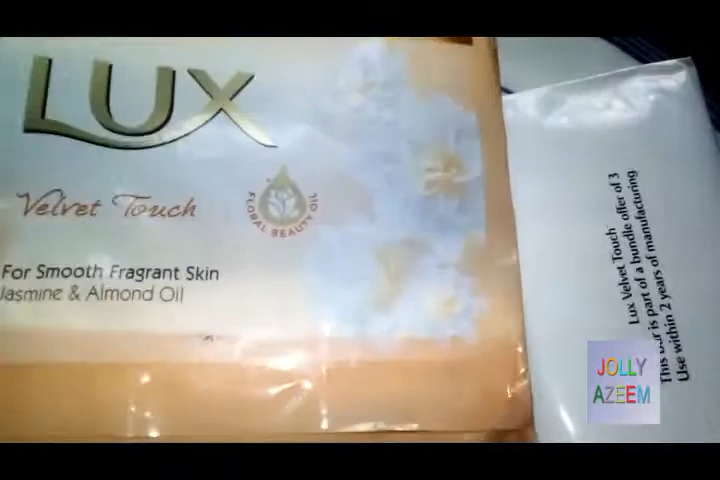 LUX
Velvet Touch
FLORAL BEAUTY OIL
For Smooth Fragrant Skin
Jasmine & Almond Oil
Lux Velvet Touch
This bar is part of a bundle offer of 3
Use within 2 years of manufacturing
JOLLY
AZEEM